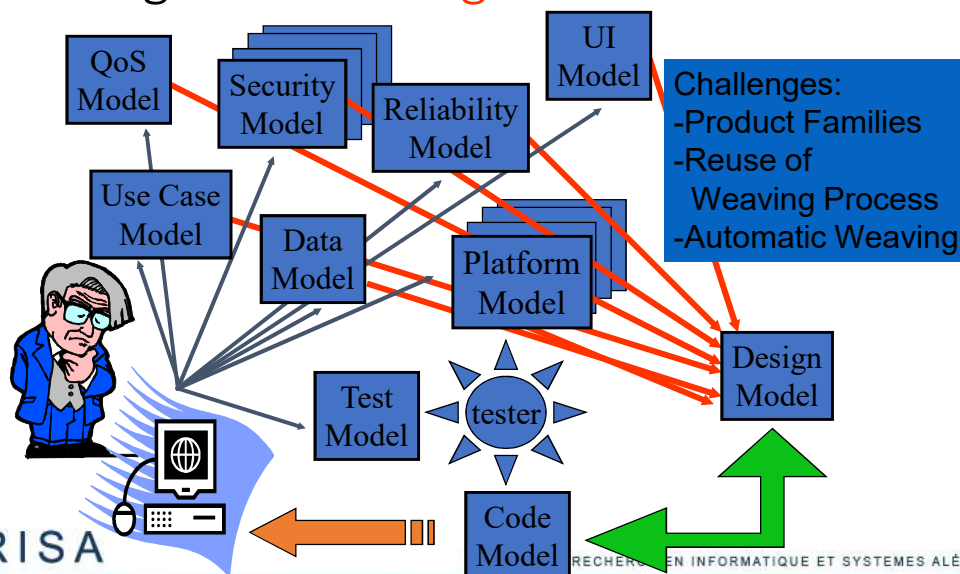 QoS
Model
Security
Model
Reliability
Model
UI
Model
Challenges:
-Product Families
-Reuse of
Weaving Process
-Automatic Weaving
Use Case
Model
Data
Model
Platform
Model
Design
Model
Test
Model
tester
Code
Model
RISA
EN INFORMATIQUE ET SYSTEMES ALÉ